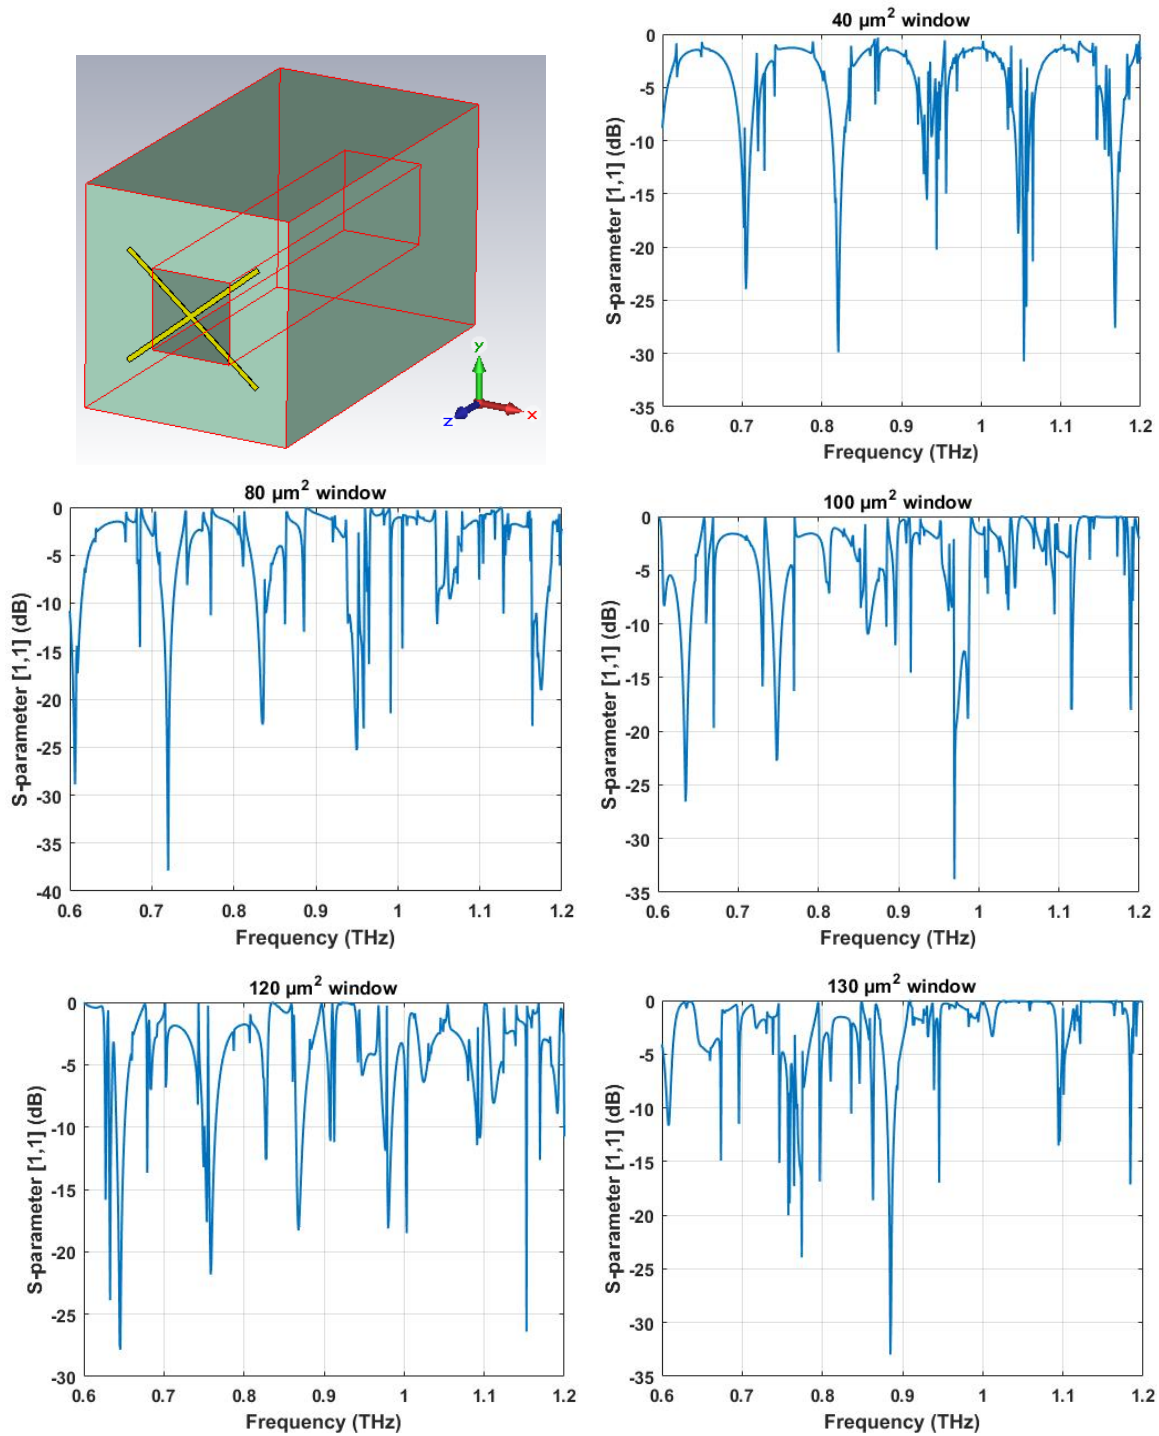 y
x
z
40 µm² window
0
-5
-10
-15
-20
-25
-30
-35
S-parameter [1,1] (dB)
0.6 0.7 0.8 0.9 1 1.1 1.2
Frequency (THz)
80 µm² window
0
-5
-10
-15
-20
-25
-30
-35
-40
S-parameter [1,1] (dB)
0.6 0.7 0.8 0.9 1 1.1 1.2
Frequency (THz)
100 µm² window
0
-5
-10
-15
-20
-25
-30
-35
S-parameter [1,1] (dB)
0.6 0.7 0.8 0.9 1 1.1 1.2
Frequency (THz)
120 µm² window
0
-5
-10
-15
-20
-25
-30
S-parameter [1,1] (dB)
0.6 0.7 0.8 0.9 1 1.1 1.2
Frequency (THz)
130 µm² window
0
-5
-10
-15
-20
-25
-30
-35
S-parameter [1,1] (dB)
0.6 0.7 0.8 0.9 1 1.1 1.2
Frequency (THz)